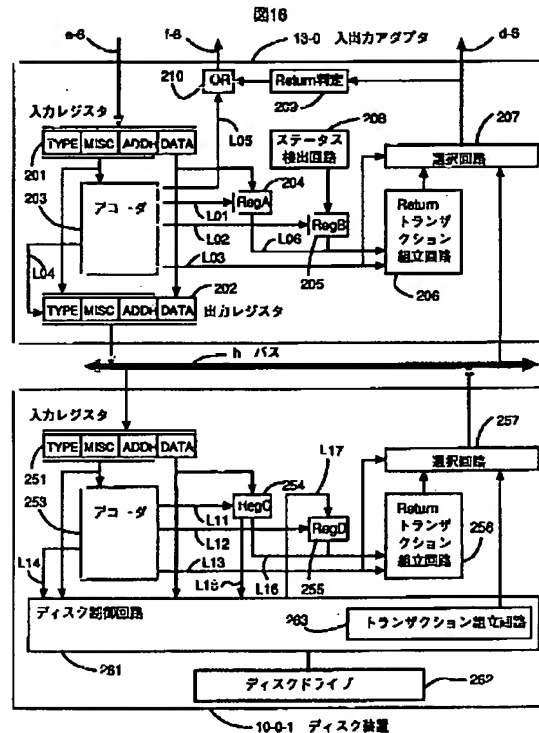 図16
e-6
f-6
d-6
13-0 入出力アダプタ
210
OR
Return判定
209
L05
208
207
入力レジスタ
ステータス
検出回路
選択回路
201
TYPE MISC ADDR DATA
204
203
アコーダ
RegA
L01
L02
L06
RegB
L03
Return
トランザ
クション
組立回路
L04
205
202
206
TYPE MISC ADDR DATA
出力レジスタ
h バス
入力レジスタ
257
L17
選択回路
251
TYPE MISC ADDR DATA
254
253
アコーダ
RegC
L11
L12
RegD
L13
Return
トランザ
クション
組立回路
256
L14
L18
L16
255
ディスク制御回路
263
トランザクション組立回路
261
ディスクドライブ
262
10-0-1 ディスク装置